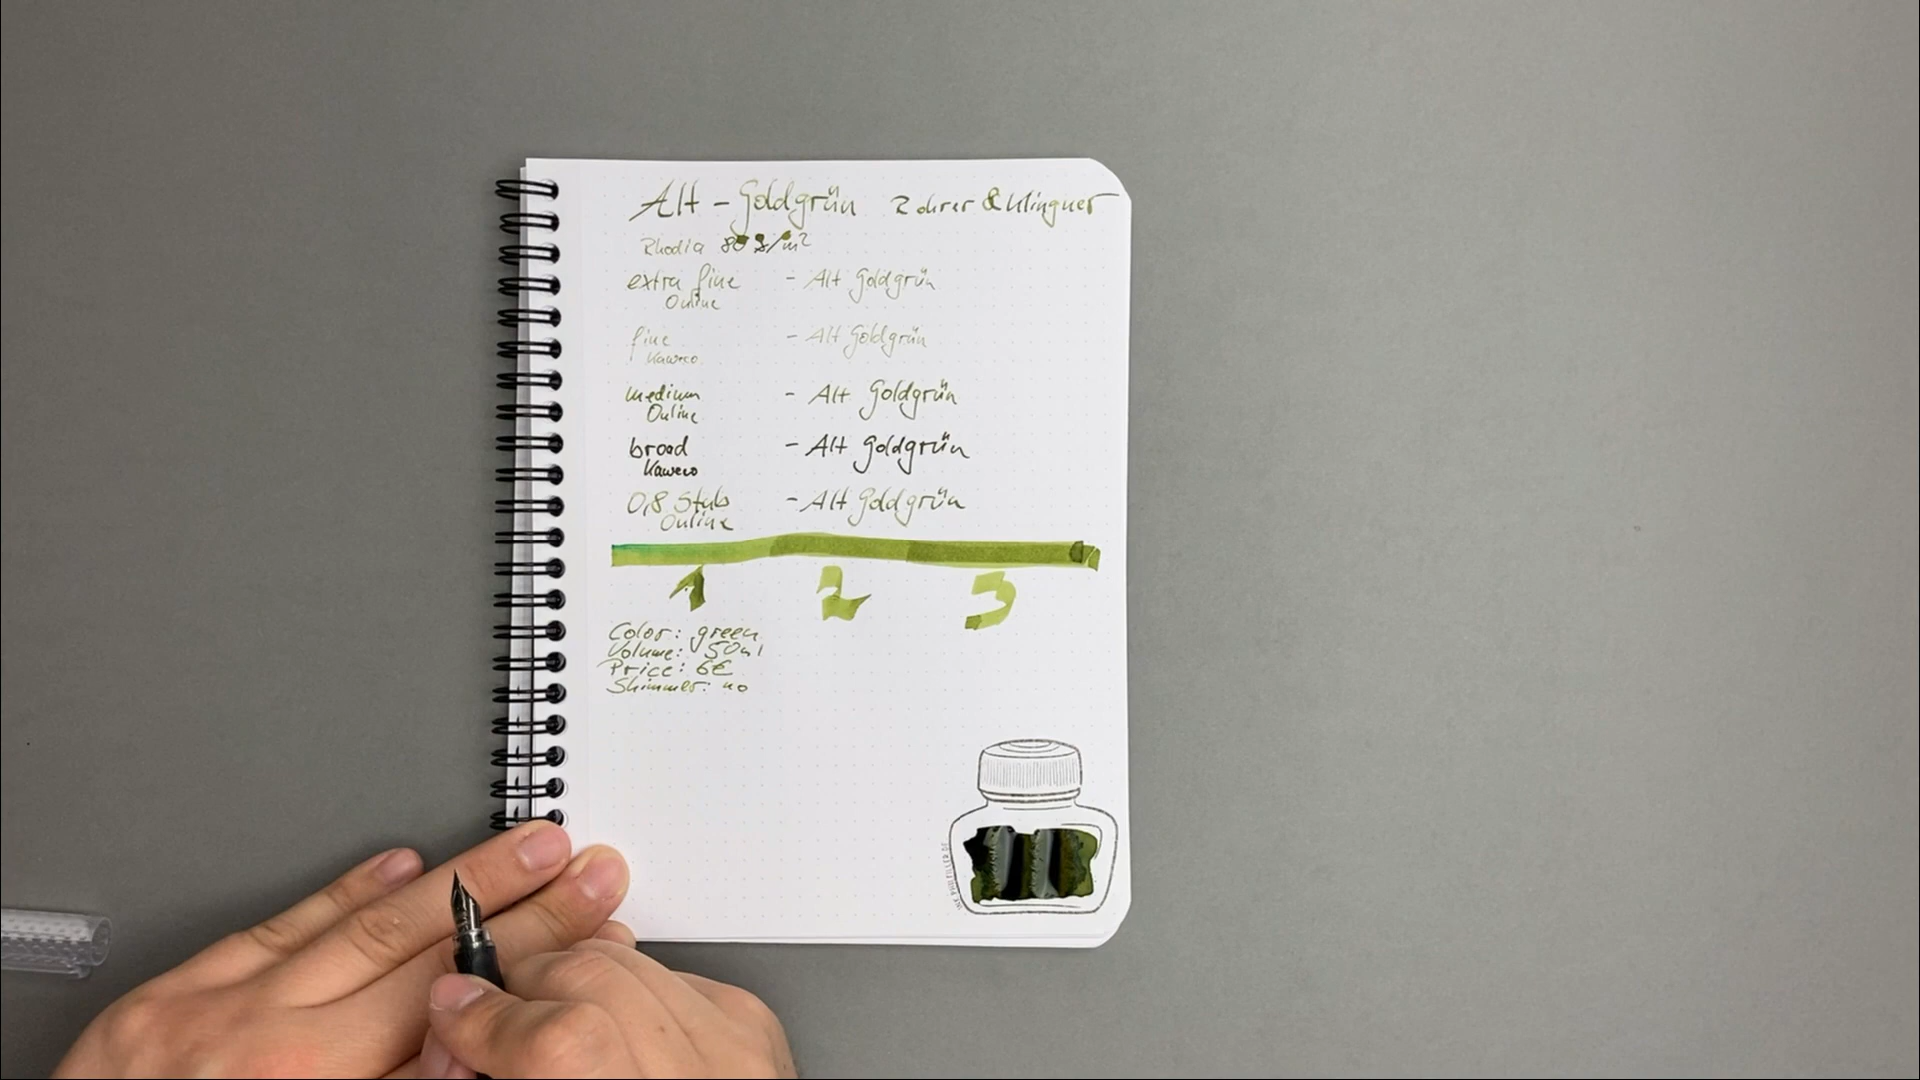 Alt - Goldgrün Rohrer & Klingner
Rhodia 80 g/m²
extra fine - Alt Goldgrün
Online
fine - Alt Goldgrün
Kaweco
medium - Alt Goldgrün
Online
broad - Alt Goldgrün
Kaweco
0,8 Stub - Alt Goldgrün
Online
1 2 3
Color: green
Volume: 50ml
Price: 6€
Shimmer: no